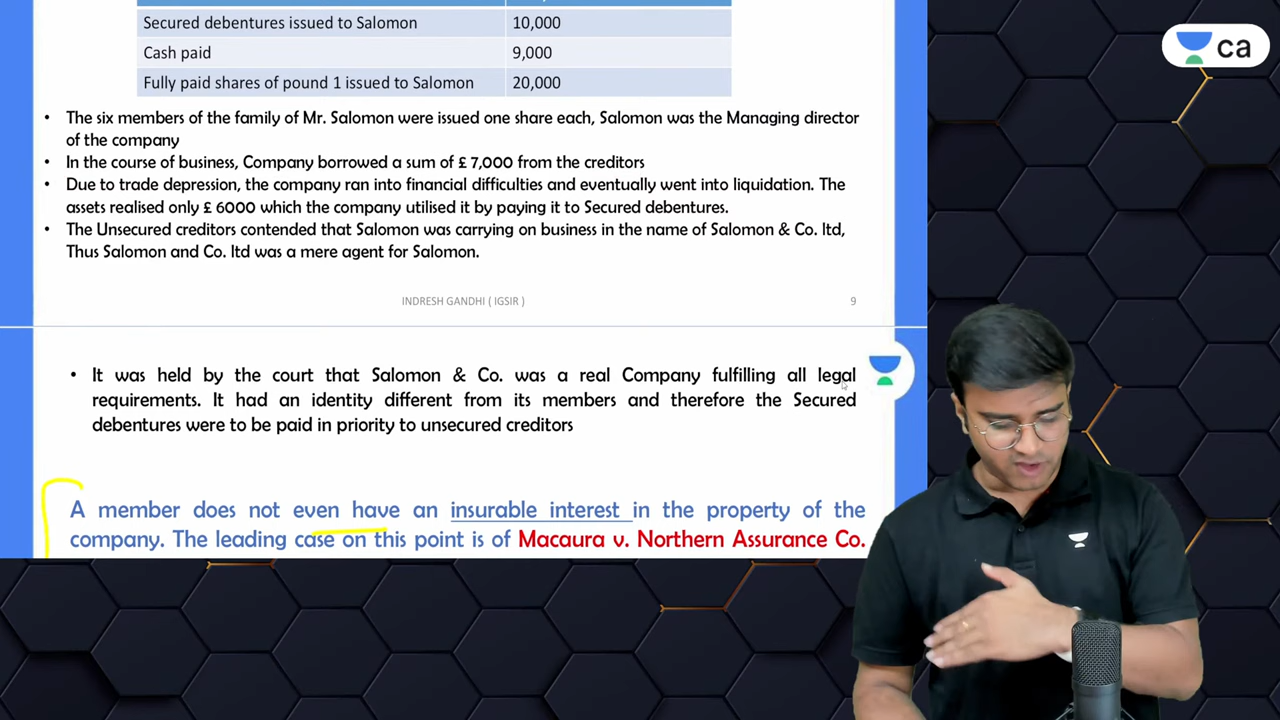 Secured debentures issued to Salomon 10,000
Cash paid 9,000
Fully paid shares of pound 1 issued to Salomon 20,000
• The six members of the family of Mr. Salomon were issued one share each, Salomon was the Managing director
of the company
• In the course of business, Company borrowed a sum of £ 7,000 from the creditors
• Due to trade depression, the company ran into financial difficulties and eventually went into liquidation. The
assets realised only £ 6000 which the company utilised it by paying it to Secured debentures.
• The Unsecured creditors contended that Salomon was carrying on business in the name of Salomon & Co. ltd,
Thus Salomon and Co. ltd was a mere agent for Salomon.
INDRESH GANDHI ( IGSIR ) 9
• It was held by the court that Salomon & Co. was a real Company fulfilling all legal
requirements. It had an identity different from its members and therefore the Secured
debentures were to be paid in priority to unsecured creditors
A member does not even have an insurable interest in the property of the
company. The leading case on this point is of Macaura v. Northern Assurance Co.
ca